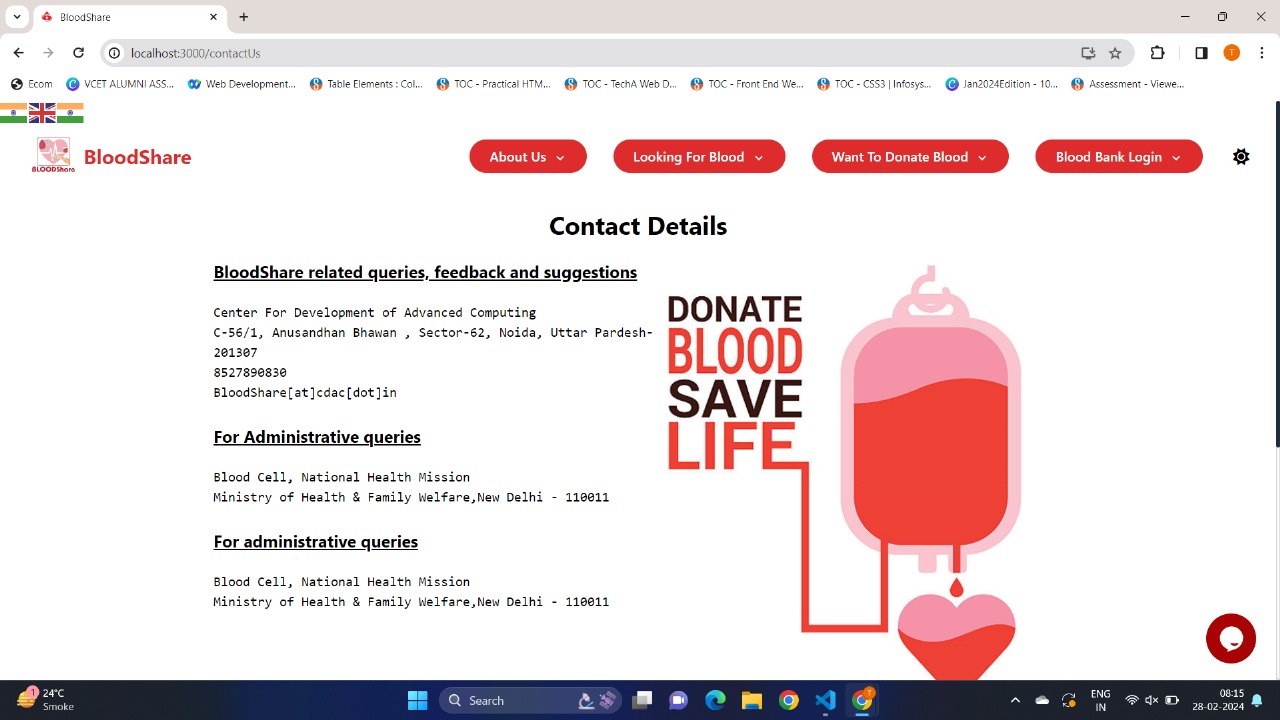 BloodShare
localhost:3000/contactUs
Ecom
VCET ALUMNI ASS...
Web Development...
Table Elements : Col...
TOC - Practical HTM...
TOC - TechA Web D...
TOC - Front End We...
TOC - CSS3 | Infosys...
Jan2024Edition - 10...
Assessment - Viewe...
BLOODShare
BloodShare
About Us
Looking For Blood
Want To Donate Blood
Blood Bank Login
Contact Details
BloodShare related queries, feedback and suggestions
Center For Development of Advanced Computing
C-56/1, Anusandhan Bhawan , Sector-62, Noida, Uttar Pardesh-
201307
8527890830
BloodShare[at]cdac[dot]in
For Administrative queries
Blood Cell, National Health Mission
Ministry of Health & Family Welfare,New Delhi - 110011
For administrative queries
Blood Cell, National Health Mission
Ministry of Health & Family Welfare,New Delhi - 110011
DONATE
BLOOD
SAVE
LIFE
1
24°C
Smoke
Search
T
T
ENG
IN
08:15
28-02-2024